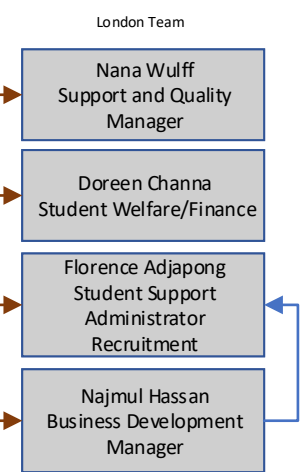 London Team
Nana Wulff
Support and Quality
Manager
Doreen Channa
Student Welfare/Finance
Florence Adjapong
Student Support
Administrator
Recruitment
Najmul Hassan
Business Development
Manager